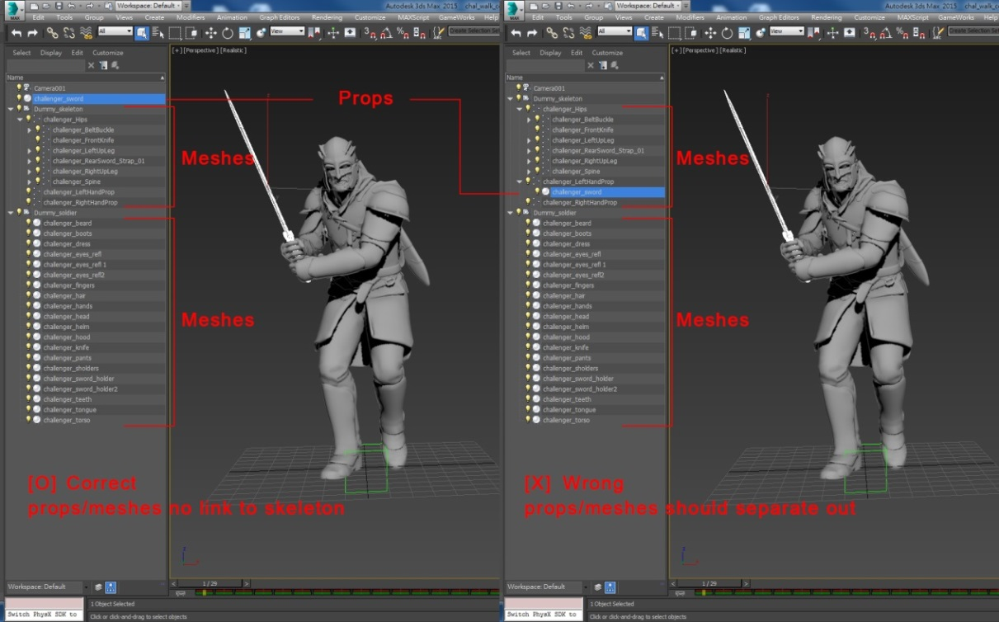 Workspace: Default
Autodesk 3ds Max 2015 chal_walk_c
MAX
Edit Tools Group Views Create Modifiers Animation Graph Editors Rendering Customize MAXScript GameWorks Help
All View Create Selection Se
Select Display Edit Customize
[+][Perspective][Realistic]
Name
Camera001
challenger_sword
Dummy_skeleton
challenger_Hips
challenger_BeltBuckle
challenger_FrontKnife
challenger_LeftUpLeg
challenger_RearSword_Strap_01
challenger_RightUpLeg
challenger_Spine
challenger_LeftHandProp
challenger_RightHandProp
Dummy_soldier
challenger_beard
challenger_boots
challenger_dress
challenger_eyes_refl
challenger_eyes_refl 1
challenger_eyes_refl2
challenger_fingers
challenger_hair
challenger_hands
challenger_head
challenger_helm
challenger_hood
challenger_knife
challenger_pants
challenger_sholders
challenger_sword_holder
challenger_sword_holder2
challenger_teeth
challenger_tongue
challenger_torso
Props
Meshes
Meshes
[O] Correct
props/meshes no link to skeleton
z
Workspace: Default
< 1 / 29 >
1 Object Selected
Switch PhysX SDK to
Click or click-and-drag to select objects
Workspace: Default
Autodesk 3ds Max 2015 chal_walk_co
MAX
Edit Tools Group Views Create Modifiers Animation Graph Editors Rendering Customize MAXScript GameWorks Help
All View Create Selection Set
Select Display Edit Customize
[+][Perspective][Realistic]
Name
Camera001
Dummy_skeleton
challenger_Hips
challenger_BeltBuckle
challenger_FrontKnife
challenger_LeftUpLeg
challenger_RearSword_Strap_01
challenger_RightUpLeg
challenger_Spine
challenger_LeftHandProp
challenger_sword
challenger_RightHandProp
Dummy_soldier
challenger_beard
challenger_boots
challenger_dress
challenger_eyes_refl
challenger_eyes_refl 1
challenger_eyes_refl2
challenger_fingers
challenger_hair
challenger_hands
challenger_head
challenger_helm
challenger_hood
challenger_knife
challenger_pants
challenger_sholders
challenger_sword_holder
challenger_sword_holder2
challenger_teeth
challenger_tongue
challenger_torso
Meshes
Meshes
[X] Wrong
props/meshes should separate out
z
Workspace: Default
< 1 / 29 >
1 Object Selected
Switch PhysX SDK to
Click or click-and-drag to select objects